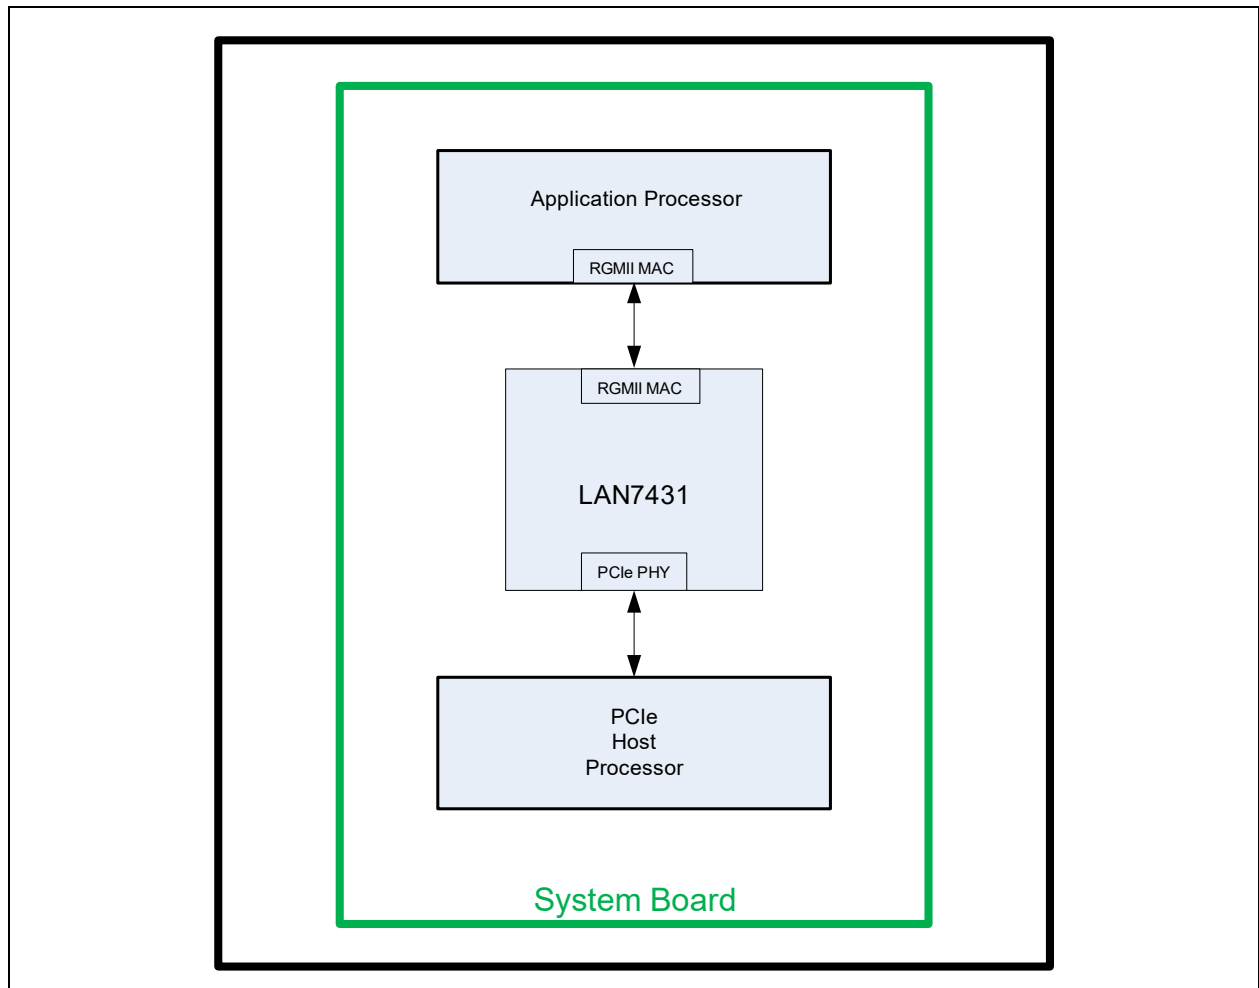 Application Processor
RGMII MAC
RGMII MAC
LAN7431
PCIe PHY
PCIe
Host
Processor
System Board